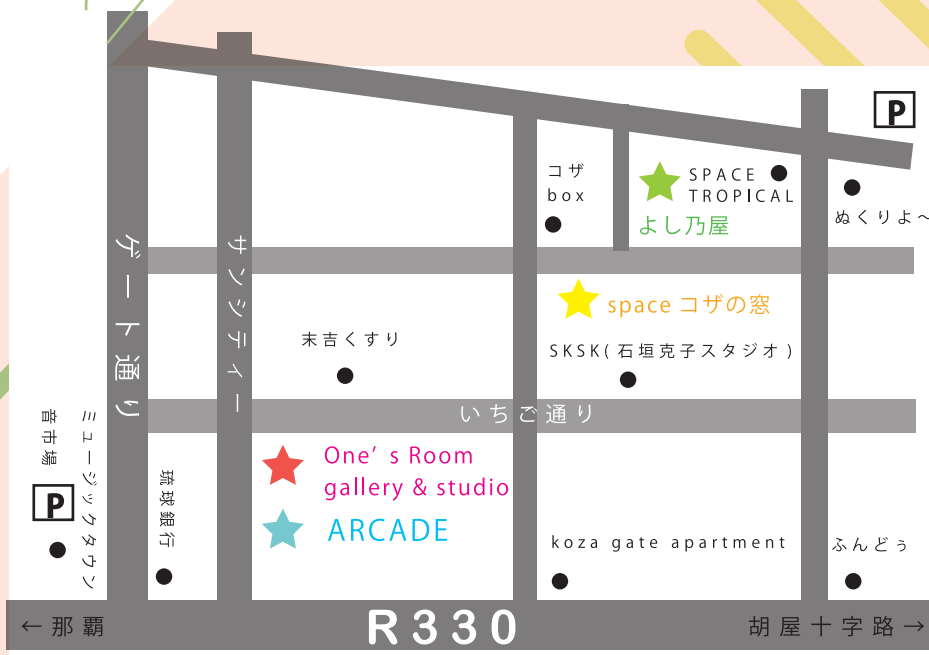 P
コザ
box
SPACE
TROPICAL
よし乃屋
ぬくりよ~
ゲート通り
サンシティー
space コザの窓
末吉くすり
SKSK(石垣克子スタジオ)
いちご通り
音市場
ミュージックタウン
P
琉球銀行
One's Room
gallery & studio
ARCADE
koza gate apartment
ふんどぅ
←那覇
R330
胡屋十字路→